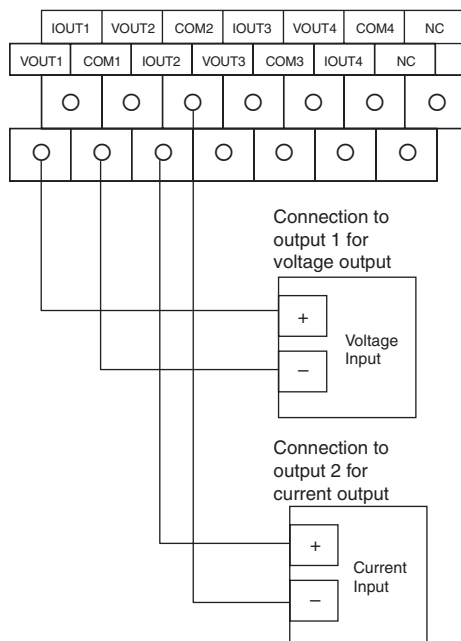 IOUT1 VOUT2 COM2 IOUT3 VOUT4 COM4 NC
VOUT1 COM1 IOUT2 VOUT3 COM3 IOUT4 NC
Connection to
output 1 for
voltage output
+
Voltage
Input
–
Connection to
output 2 for
current output
+
Current
Input
–